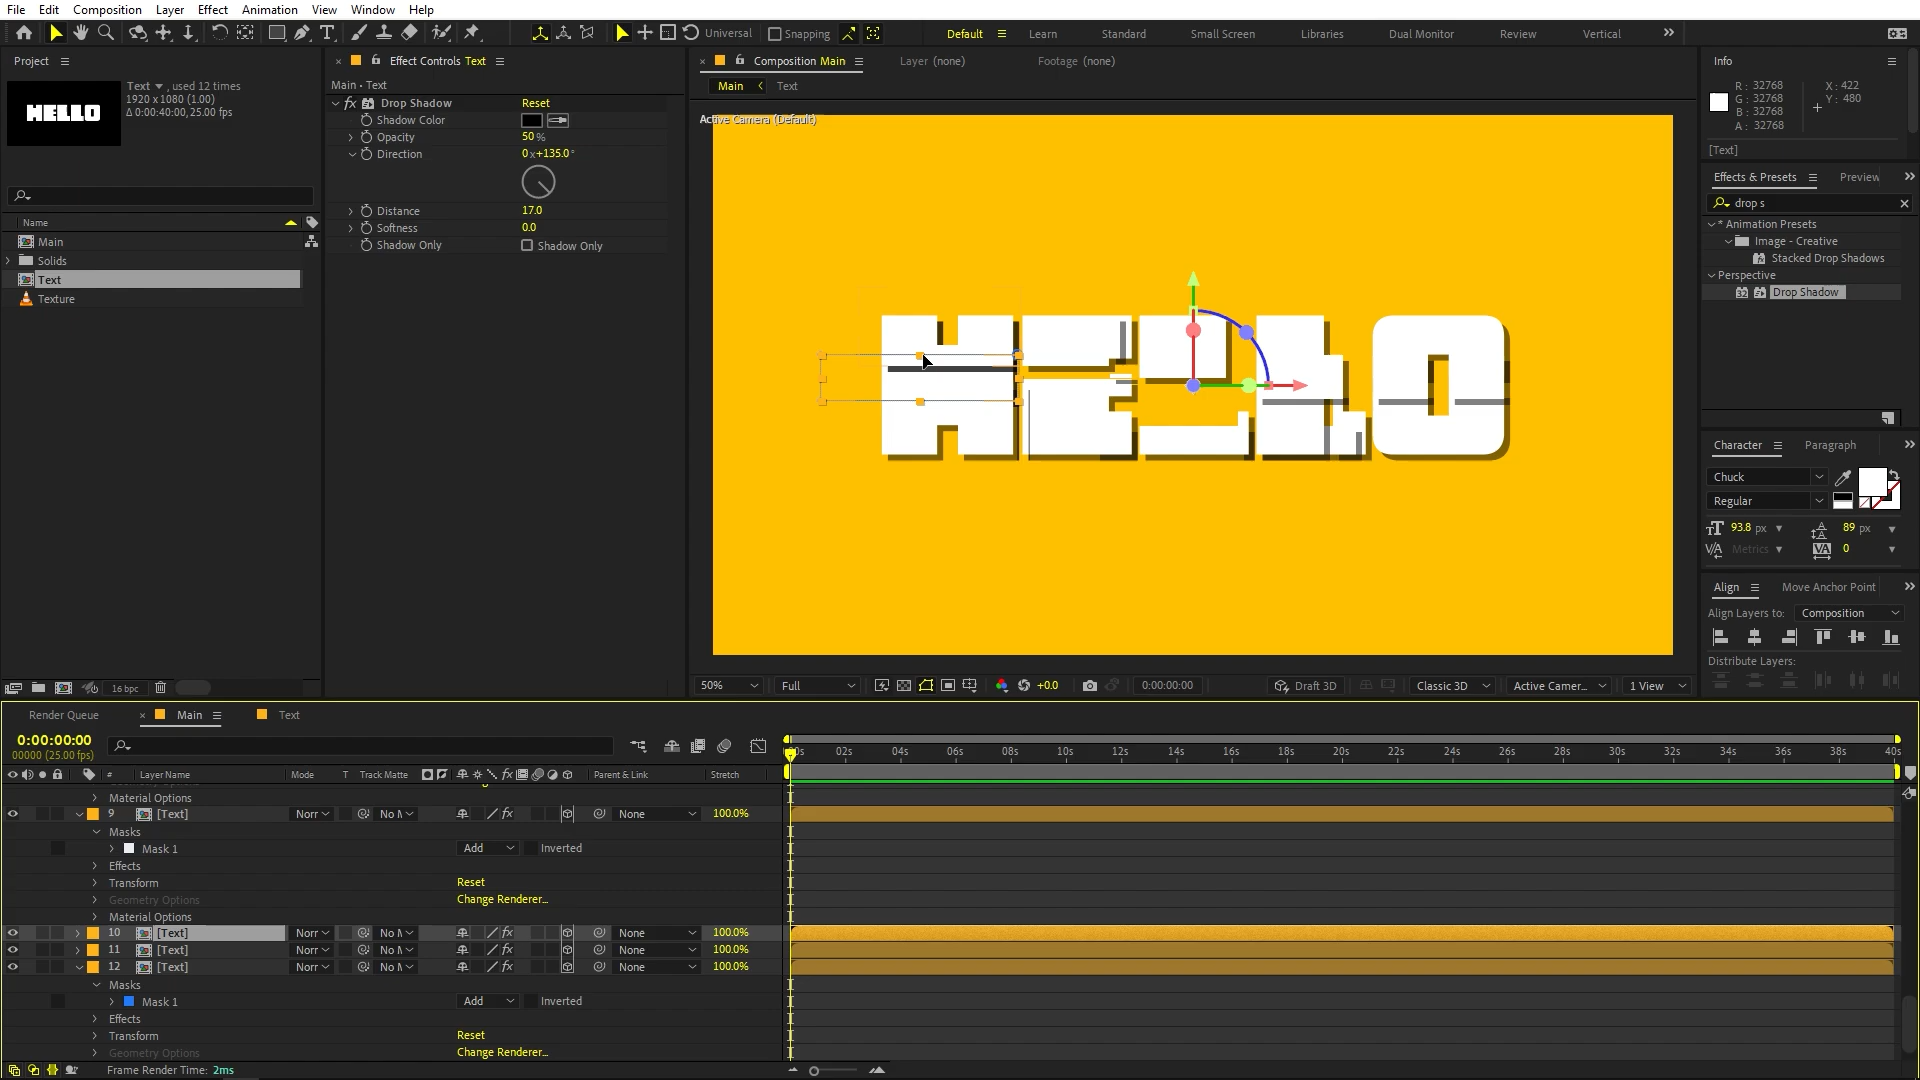 File Edit Composition Layer Effect Animation View Window Help
Universal Snapping Default Learn Standard Small Screen Libraries Dual Monitor Review Vertical
Project
Text , used 12 times
1920 x 1080 (1.00)
Δ 0:00:40:00, 25.00 fps
HELLO
Name
Main
Solids
Text
Texture
16 bpc
Effect Controls Text
Main · Text
fx Drop Shadow Reset
Shadow Color
Opacity 50 %
Direction 0 x+135.0 °
Distance 17.0
Softness 0.0
Shadow Only Shadow Only
Composition Main Layer (none) Footage (none)
Main Text
Active Camera (Default)
HELLO
50% Full +0.0 0:00:00:00 Draft 3D Classic 3D Active Camer... 1 View
Info
R : 32768 X : 422
G : 32768 Y : 480
B : 32768
A : 32768
[Text]
Effects & Presets Preview
drop s
* Animation Presets
Image - Creative
Stacked Drop Shadows
Perspective
32 Drop Shadow
Character Paragraph
Chuck
Regular
93.8 px 89 px
Metrics 0
Align Move Anchor Point
Align Layers to: Composition
Distribute Layers:
Render Queue Main Text
0:00:00:00
00000 (25.00 fps)
00s 02s 04s 06s 08s 10s 12s 14s 16s 18s 20s 22s 24s 26s 28s 30s 32s 34s 36s 38s 40s
# Layer Name Mode T Track Matte fx Parent & Link Stretch
Material Options
9 [Text] Norr No M fx None 100.0%
Masks
Mask 1 Add Inverted
Effects
Transform Reset
Geometry Options Change Renderer...
Material Options
10 [Text] Norr No M fx None 100.0%
11 [Text] Norr No M fx None 100.0%
12 [Text] Norr No M fx None 100.0%
Masks
Mask 1 Add Inverted
Effects
Transform Reset
Geometry Options Change Renderer...
Frame Render Time: 2ms